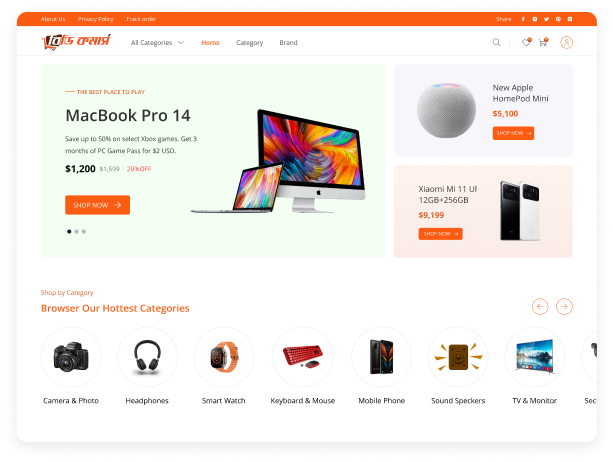 About Us Privacy Policy Track order Share
রেডি কমার্স All Categories Home Category Brand
THE BEST PLACE TO PLAY
MacBook Pro 14
Save up to 50% on select Xbox games. Get 3
months of PC Game Pass for $2 USD.
$1,200 $1,599 20%OFF
SHOP NOW
New Apple
HomePod Mini
$5,100
SHOP NOW
Xiaomi Mi 11 Ul
12GB+256GB
$9,199
SHOP NOW
Shop by Category
Browser Our Hottest Categories
Camera & Photo Headphones Smart Watch Keyboard & Mouse Mobile Phone Sound Speckers TV & Monitor Sec